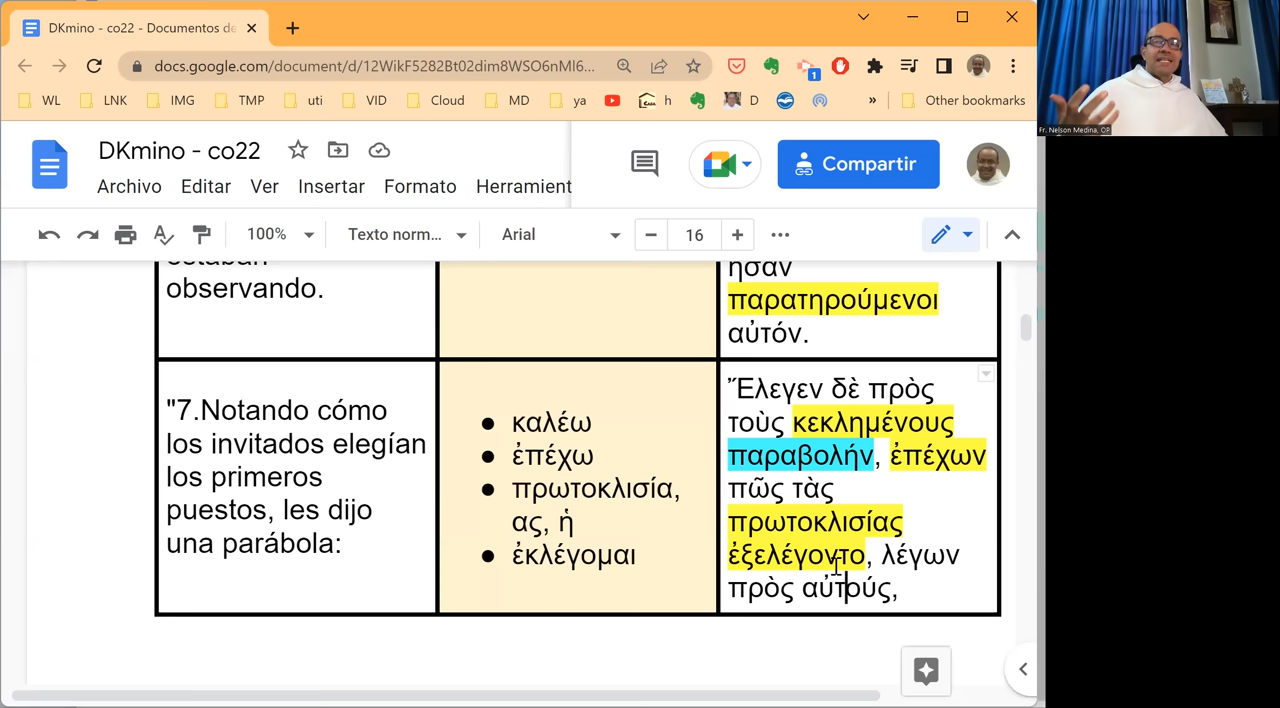 DKmino - co22 - Documentos de
docs.google.com/document/d/12WikF5282E02dim8WSO6nMl6...
WL LNK IMG TMP uti VID Cloud MD ya h D » Other bookmarks
DKmino - co22
Archivo Editar Ver Insertar Formato Herramient
Compartir
100% Texto norm... Arial 16
Fr. Nelson Medina, OP
estaban
observando.
ἦσαν
παρατηρούμενοι
αὐτόν.
"7.Notando cómo
los invitados elegían
los primeros
puestos, les dijo
una parábola:
καλέω
ἐπέχω
πρωτοκλισία,
ας, ἡ
ἐκλέγομαι
Ἔλεγεν δὲ πρὸς
τοὺς κεκλημένους
παραβολήν, ἐπέχων
πῶς τὰς
πρωτοκλισίας
ἐξελέγοντο, λέγων
πρὸς αὐτούς,